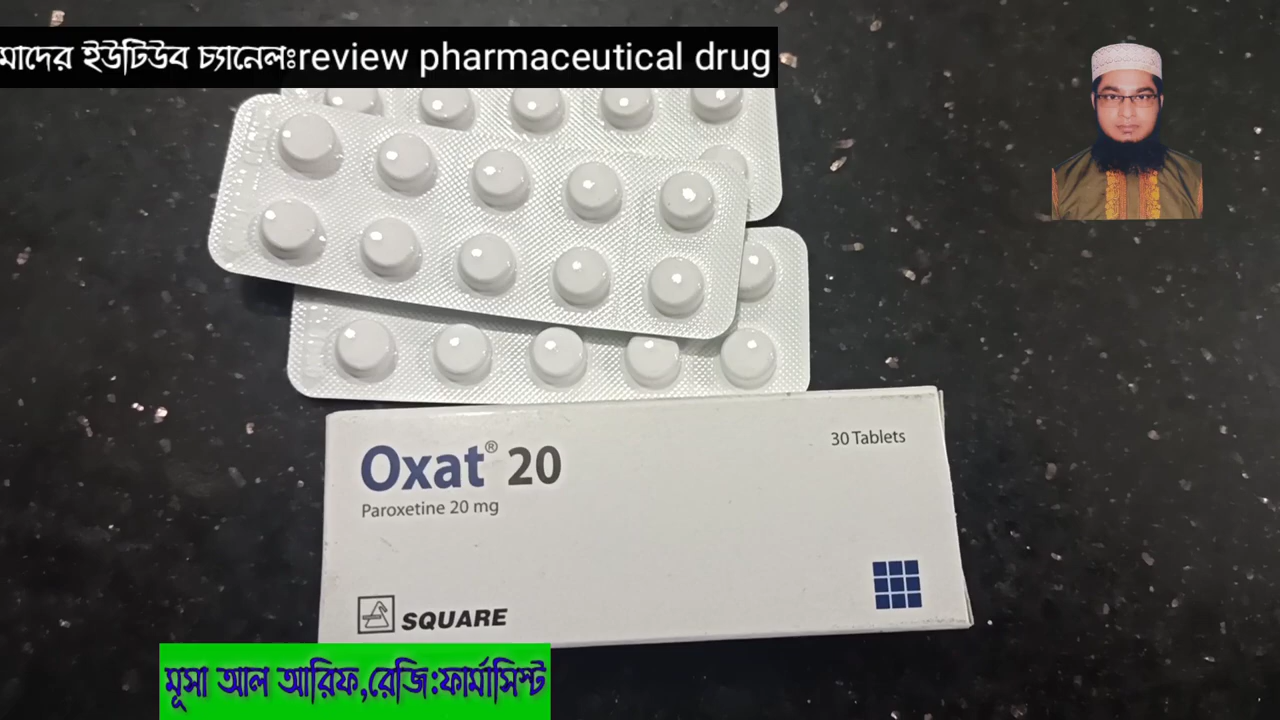 মাদের ইউটিউব চ্যানেলঃreview pharmaceutical drug
Oxat® 20
30 Tablets
Paroxetine 20 mg
SQUARE
মূসা আল আরিফ,রেজি:ফার্মাসিস্ট